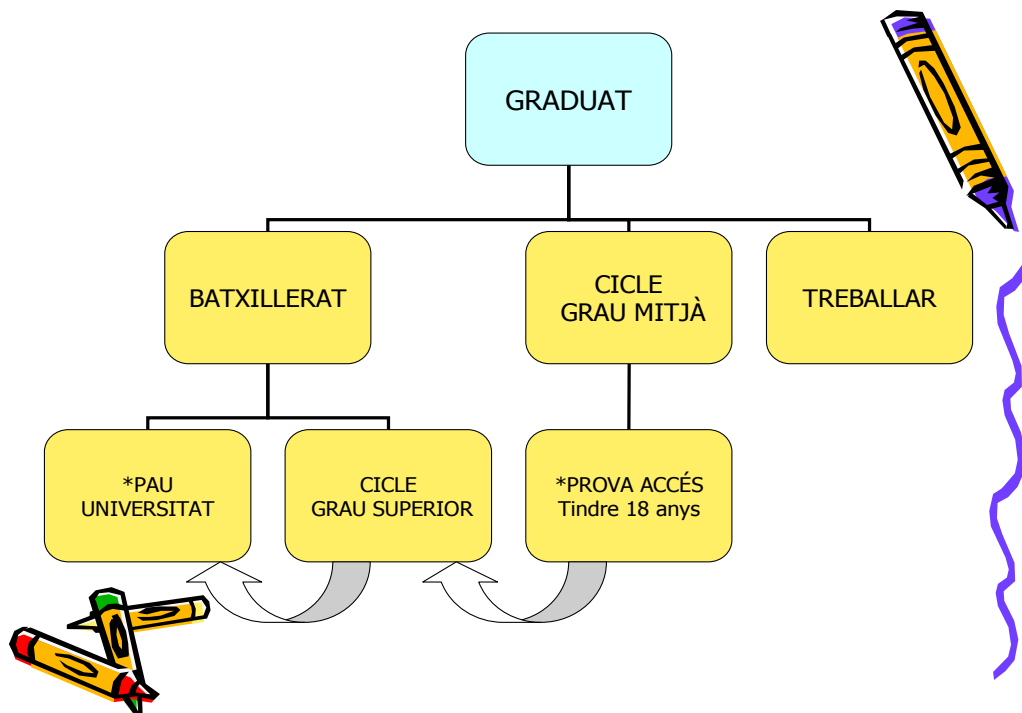 GRADUAT
BATXILLERAT
CICLE
GRAU MITJÀ
TREBALLAR
*PAU
UNIVERSITAT
CICLE
GRAU SUPERIOR
*PROVA ACCÉS
Tindre 18 anys